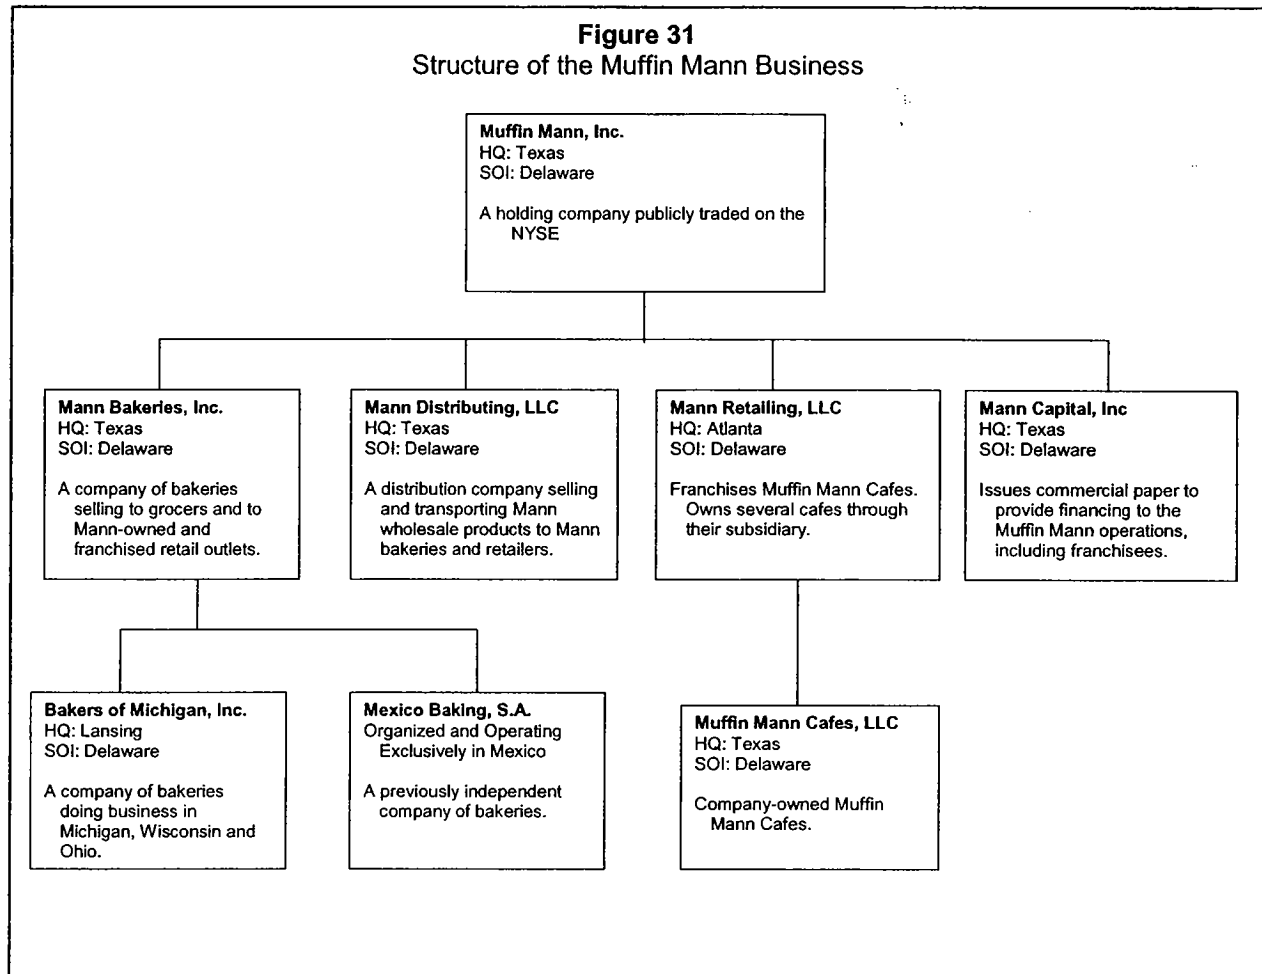 Figure 31
Structure of the Muffin Mann Business
Muffin Mann, Inc.
HQ: Texas
SOI: Delaware
A holding company publicly traded on the
NYSE
Mann Bakeries, Inc.
HQ: Texas
SOI: Delaware
A company of bakeries
selling to grocers and to
Mann-owned and
franchised retail outlets.
Mann Distributing, LLC
HQ: Texas
SOI: Delaware
A distribution company selling
and transporting Mann
wholesale products to Mann
bakeries and retailers.
Mann Retailing, LLC
HQ: Atlanta
SOI: Delaware
Franchises Muffin Mann Cafes.
Owns several cafes through
their subsidiary.
Mann Capital, Inc
HQ: Texas
SOI: Delaware
Issues commercial paper to
provide financing to the
Muffin Mann operations,
including franchisees.
Bakers of Michigan, Inc.
HQ: Lansing
SOI: Delaware
A company of bakeries
doing business in
Michigan, Wisconsin and
Ohio.
Mexico Baking, S.A.
Organized and Operating
Exclusively in Mexico
A previously independent
company of bakeries.
Muffin Mann Cafes, LLC
HQ: Texas
SOI: Delaware
Company-owned Muffin
Mann Cafes.